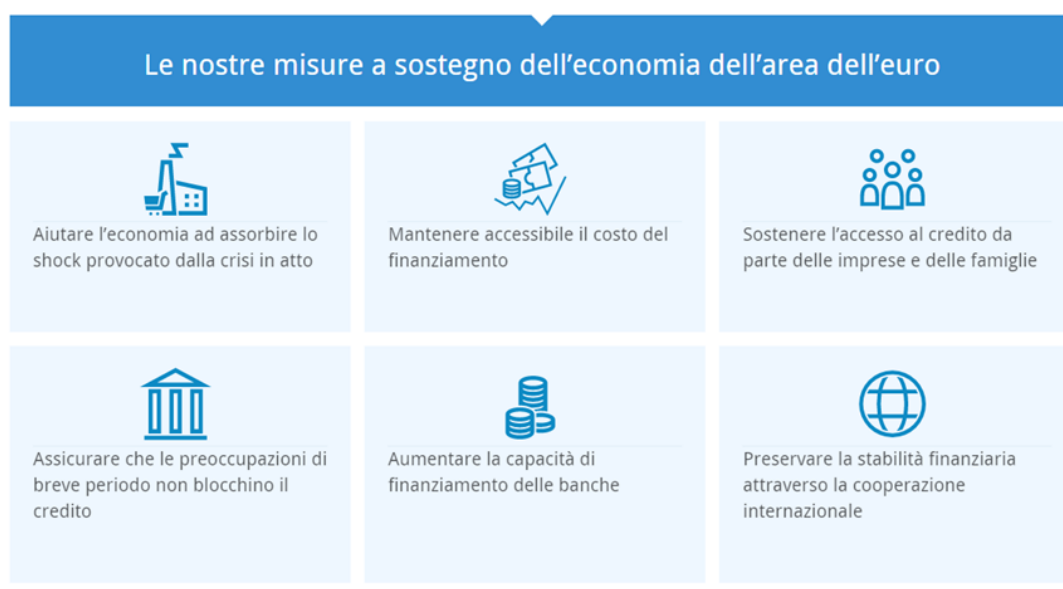 Le nostre misure a sostegno dell’economia dell’area dell’euro
Aiutare l’economia ad assorbire lo
shock provocato dalla crisi in atto
Mantenere accessibile il costo del
finanziamento
Sostenere l’accesso al credito da
parte delle imprese e delle famiglie
Assicurare che le preoccupazioni di
breve periodo non blocchino il
credito
Aumentare la capacità di
finanziamento delle banche
Preservare la stabilità finanziaria
attraverso la cooperazione
internazionale